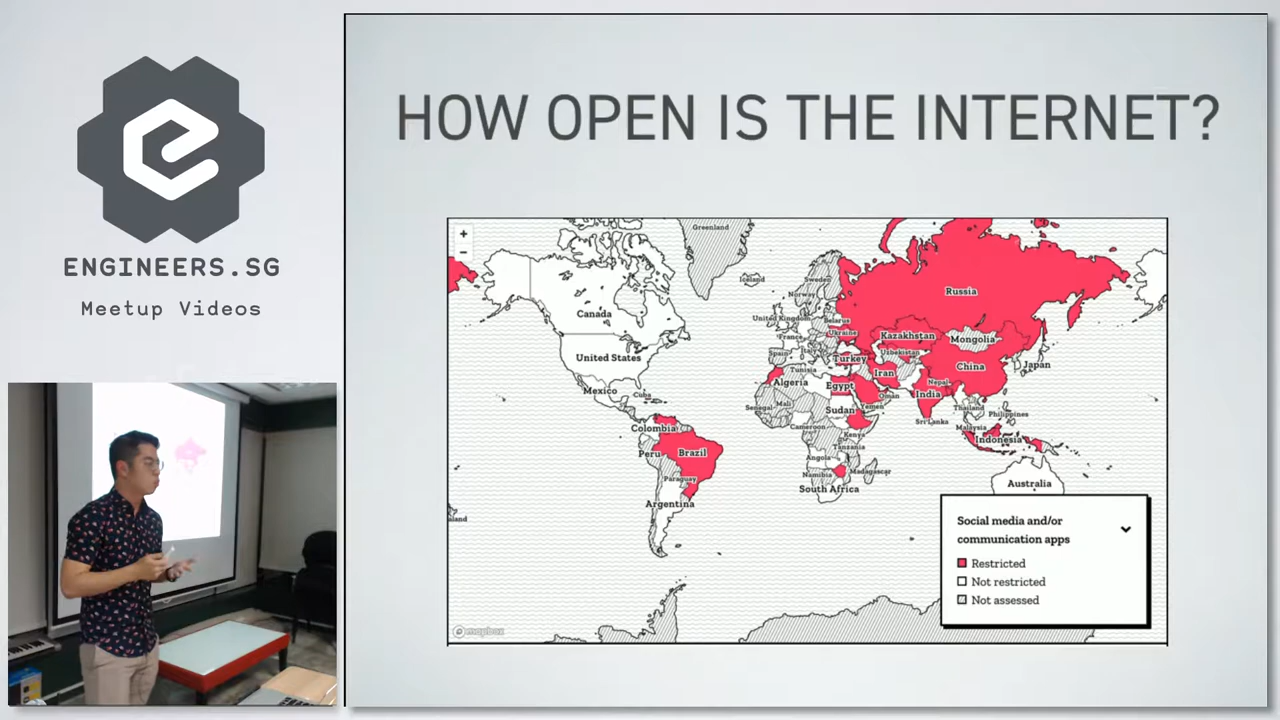 ENGINEERS.SG
Meetup Videos
HOW OPEN IS THE INTERNET?
+
−
Greenland
Iceland
Sweden
Norway
Russia
Canada
United Kingdom
Belarus
Ukraine
France
Kazakhstan
Mongolia
Uzbekistan
Spain
Turkey
United States
Japan
China
Tunisia
Iran
Algeria
Egypt
Nepal
Mexico
Cuba
Oman
India
Mali
Senegal
Sudan
Yemen
Thailand
Philippines
Sri Lanka
Colombia
Cameroon
Malaysia
Kenya
Indonesia
Peru
Brazil
Tanzania
Angola
Madagascar
Paraguay
Namibia
South Africa
Australia
Argentina
aland
Social media and/or
communication apps
Restricted
Not restricted
Not assessed
mapbox